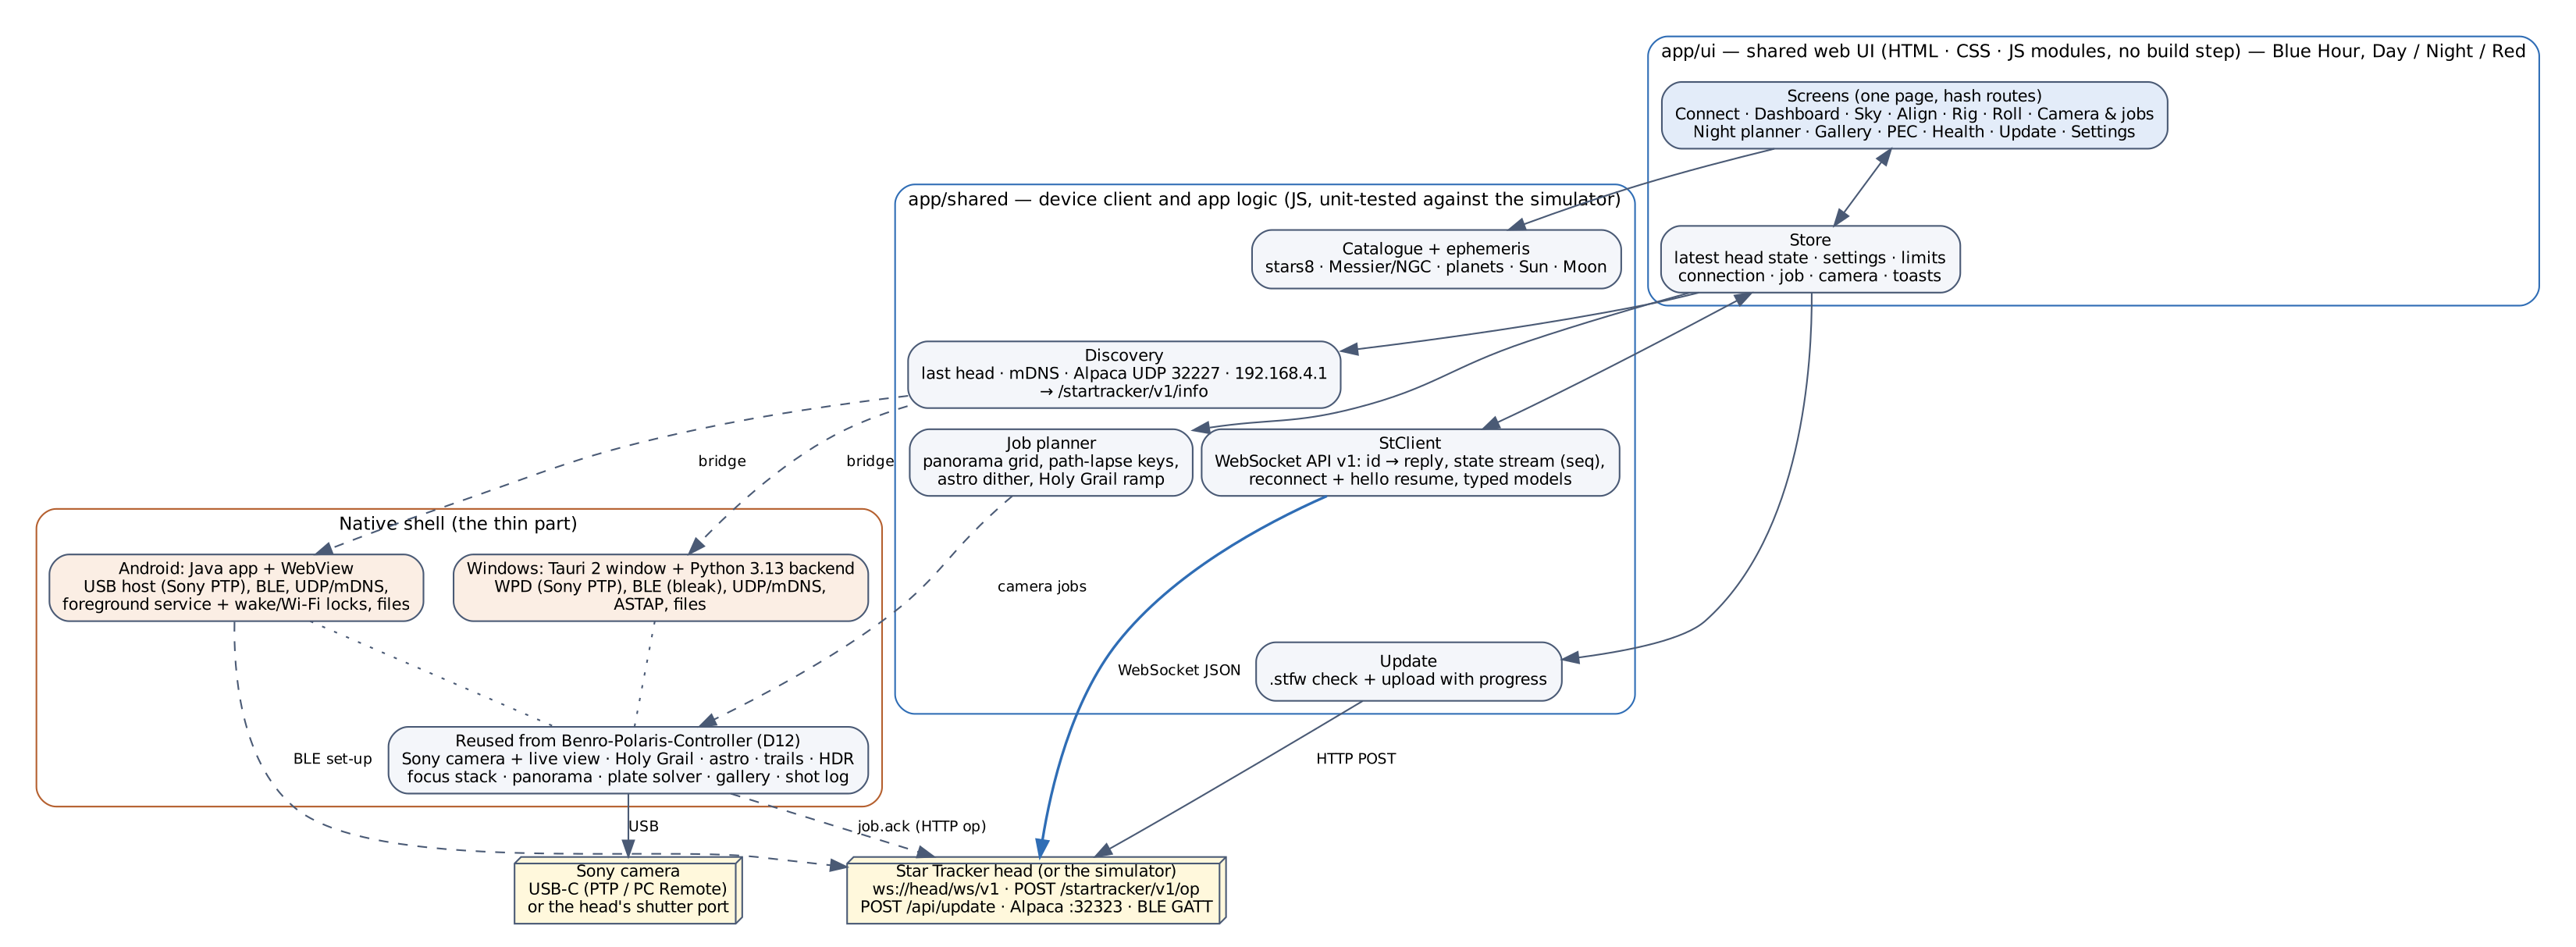 app/ui — shared web UI (HTML · CSS · JS modules, no build step) — Blue Hour, Day / Night / Red
Screens (one page, hash routes)
Connect · Dashboard · Sky · Align · Rig · Roll · Camera & jobs
Night planner · Gallery · PEC · Health · Update · Settings
Store
latest head state · settings · limits
connection · job · camera · toasts
app/shared — device client and app logic (JS, unit-tested against the simulator)
Catalogue + ephemeris
stars8 · Messier/NGC · planets · Sun · Moon
Discovery
last head · mDNS · Alpaca UDP 32227 · 192.168.4.1
→ /startracker/v1/info
Job planner
panorama grid, path-lapse keys,
astro dither, Holy Grail ramp
StClient
WebSocket API v1: id → reply, state stream (seq),
reconnect + hello resume, typed models
bridge
bridge
Native shell (the thin part)
Android: Java app + WebView
USB host (Sony PTP), BLE, UDP/mDNS,
foreground service + wake/Wi-Fi locks, files
Windows: Tauri 2 window + Python 3.13 backend
WPD (Sony PTP), BLE (bleak), UDP/mDNS,
ASTAP, files
camera jobs
WebSocket JSON
Update
.stfw check + upload with progress
Reused from Benro-Polaris-Controller (D12)
Sony camera + live view · Holy Grail · astro · trails · HDR
focus stack · panorama · plate solver · gallery · shot log
BLE set-up
HTTP POST
USB
job.ack (HTTP op)
Sony camera
USB-C (PTP / PC Remote)
or the head's shutter port
Star Tracker head (or the simulator)
ws://head/ws/v1 · POST /startracker/v1/op
POST /api/update · Alpaca :32323 · BLE GATT